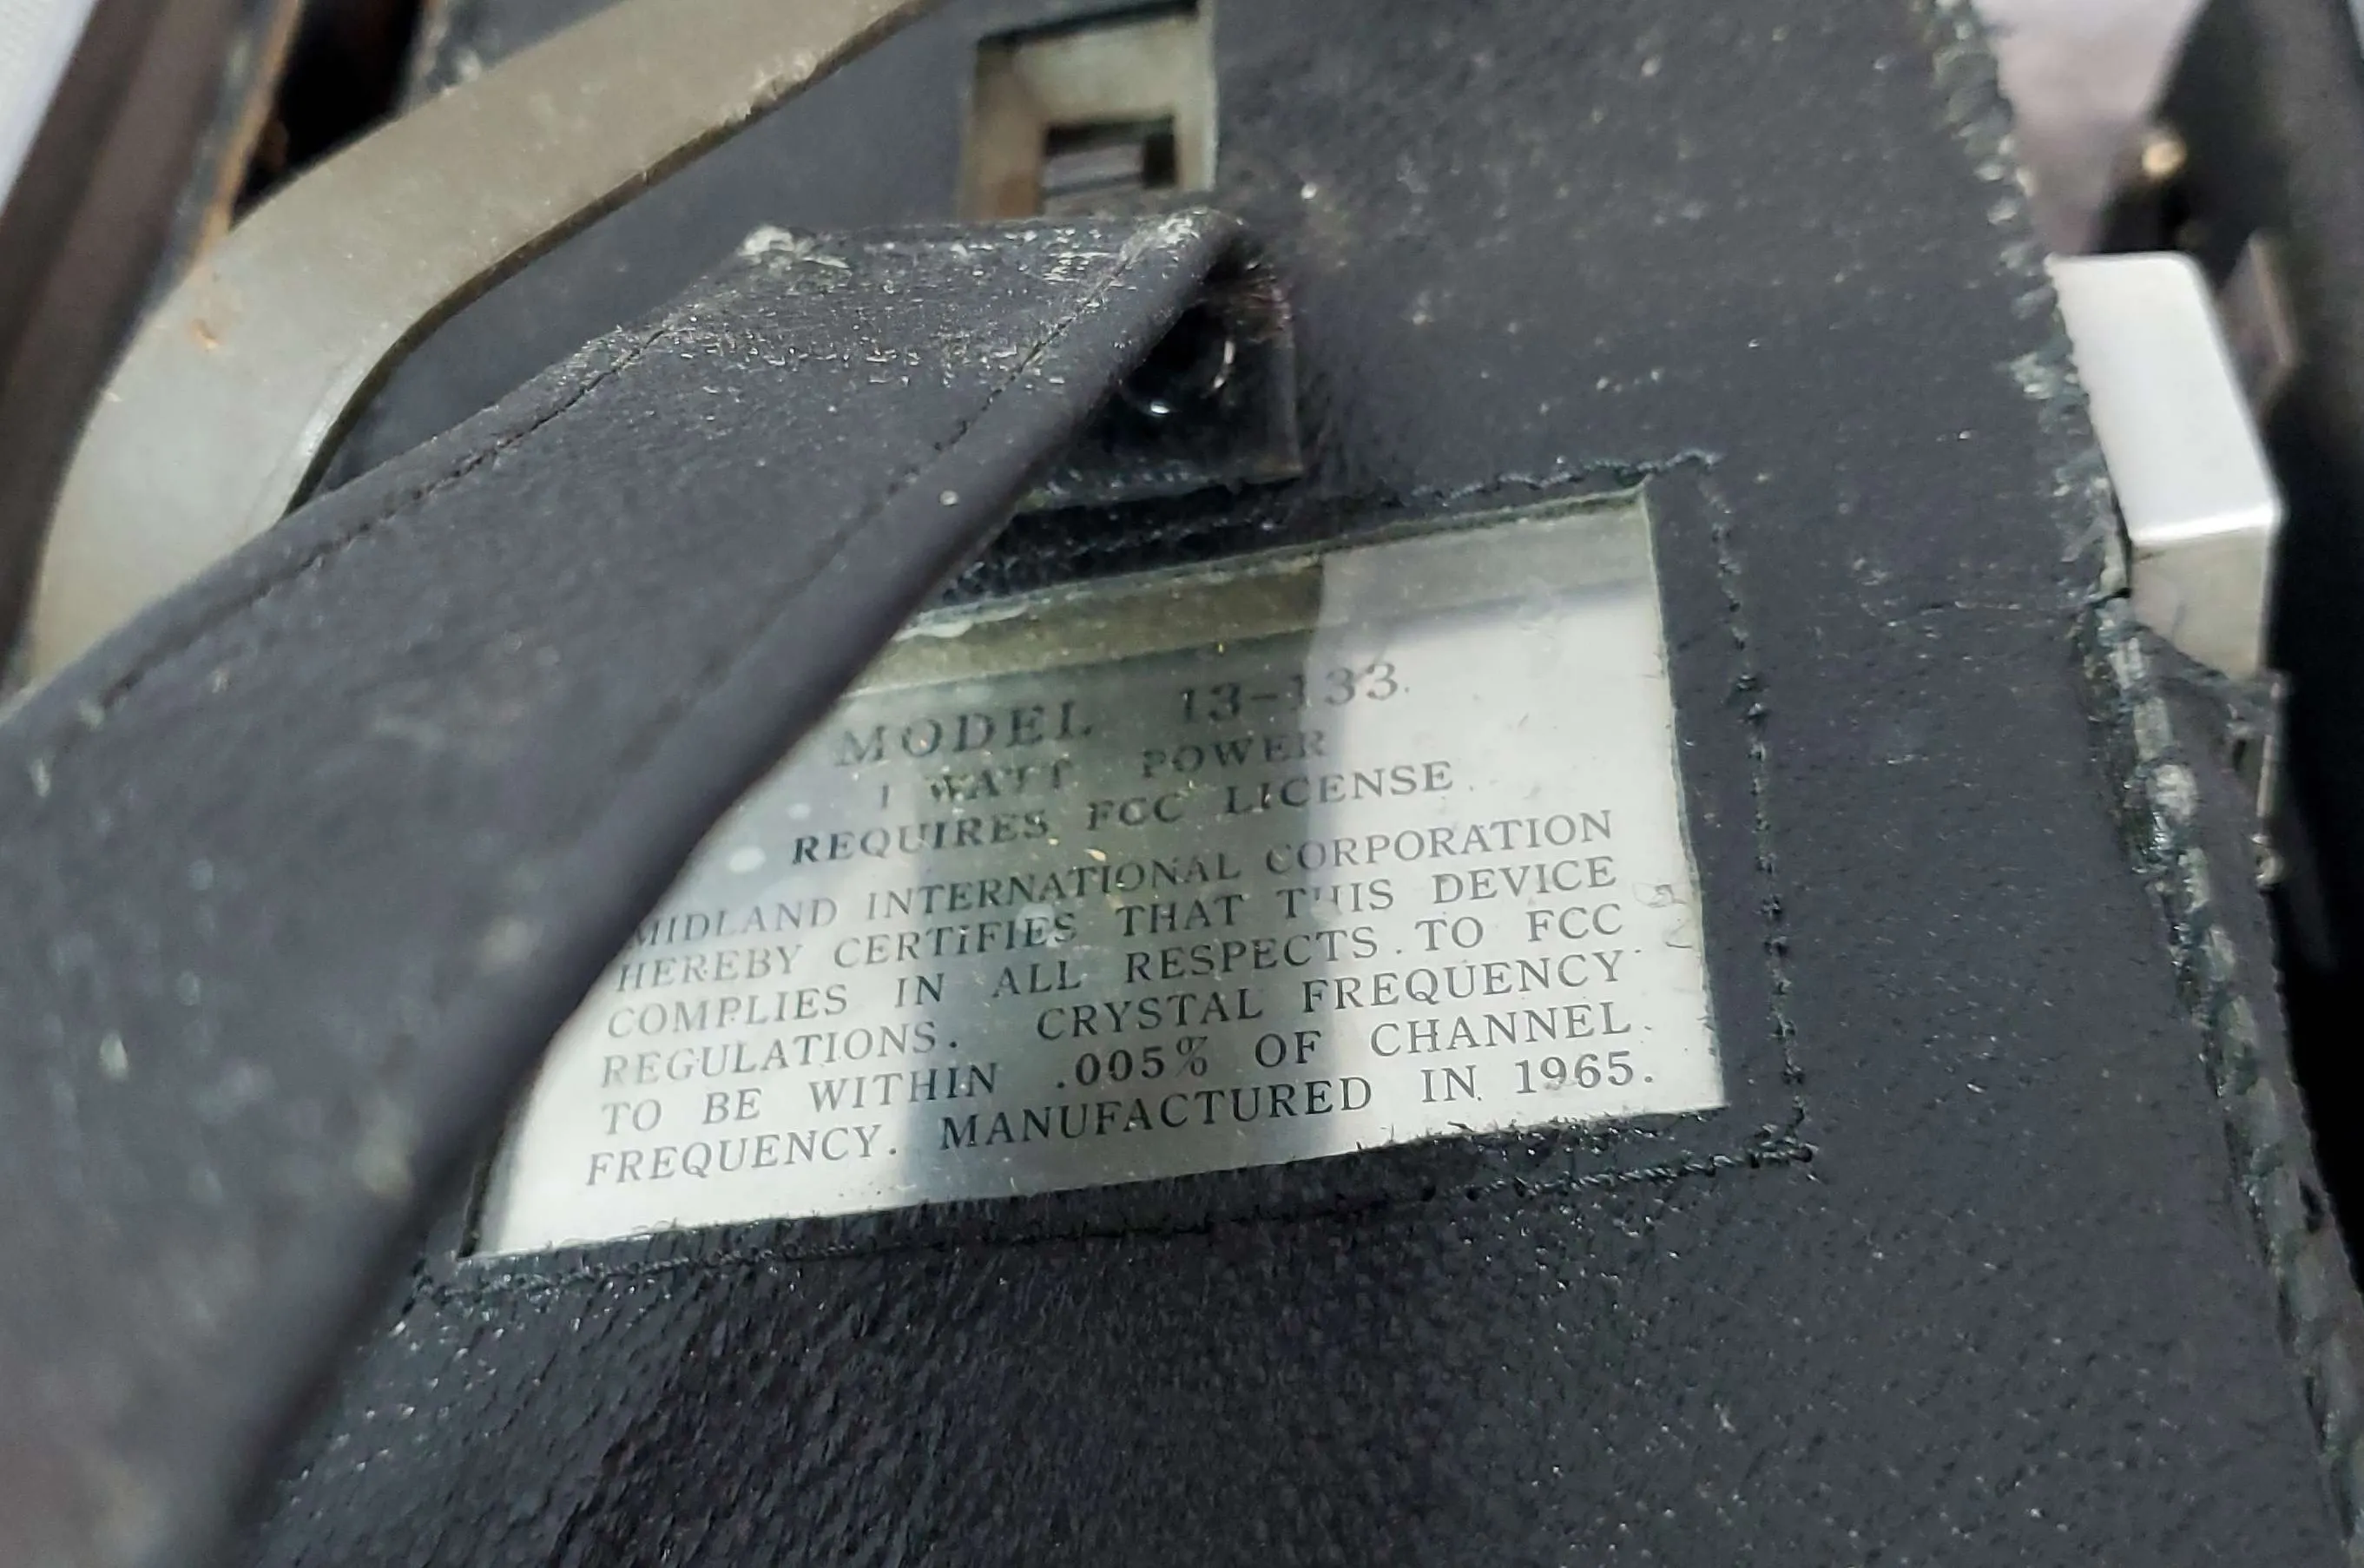 MODEL 13-133
1 WATT POWER
REQUIRES FCC LICENSE
MIDLAND INTERNATIONAL CORPORATION
HEREBY CERTIFIES THAT THIS DEVICE
COMPLIES IN ALL RESPECTS TO FCC
REGULATIONS. CRYSTAL FREQUENCY
TO BE WITHIN .005% OF CHANNEL
FREQUENCY. MANUFACTURED IN 1965.